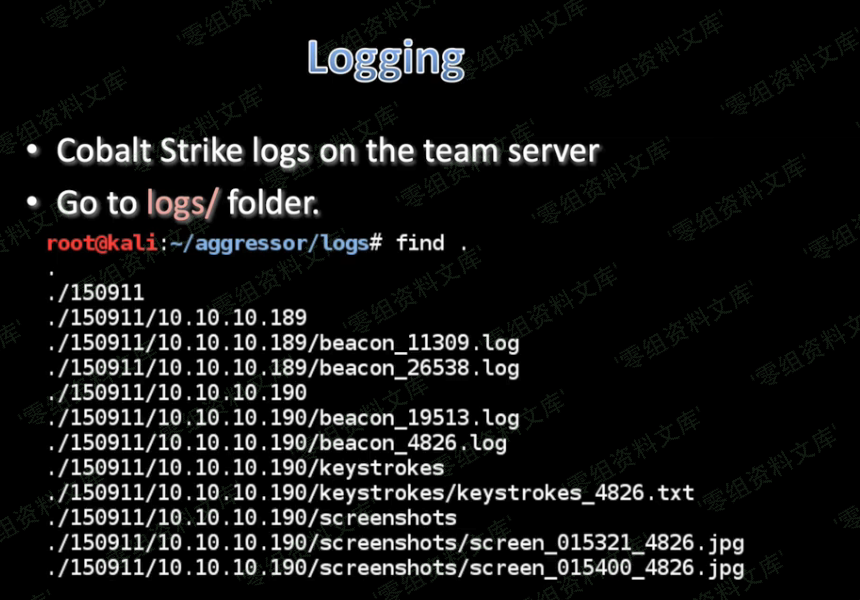 Logging
• Cobalt Strike logs on the team server
• Go to logs/ folder.
root@kali:~/aggressor/logs# find .
.
./150911
./150911/10.10.10.189
./150911/10.10.10.189/beacon_11309.log
./150911/10.10.10.189/beacon_26538.log
./150911/10.10.10.190
./150911/10.10.10.190/beacon_19513.log
./150911/10.10.10.190/beacon_4826.log
./150911/10.10.10.190/keystrokes
./150911/10.10.10.190/keystrokes/keystrokes_4826.txt
./150911/10.10.10.190/screenshots
./150911/10.10.10.190/screenshots/screen_015321_4826.jpg
./150911/10.10.10.190/screenshots/screen_015400_4826.jpg
'零组资料文库'